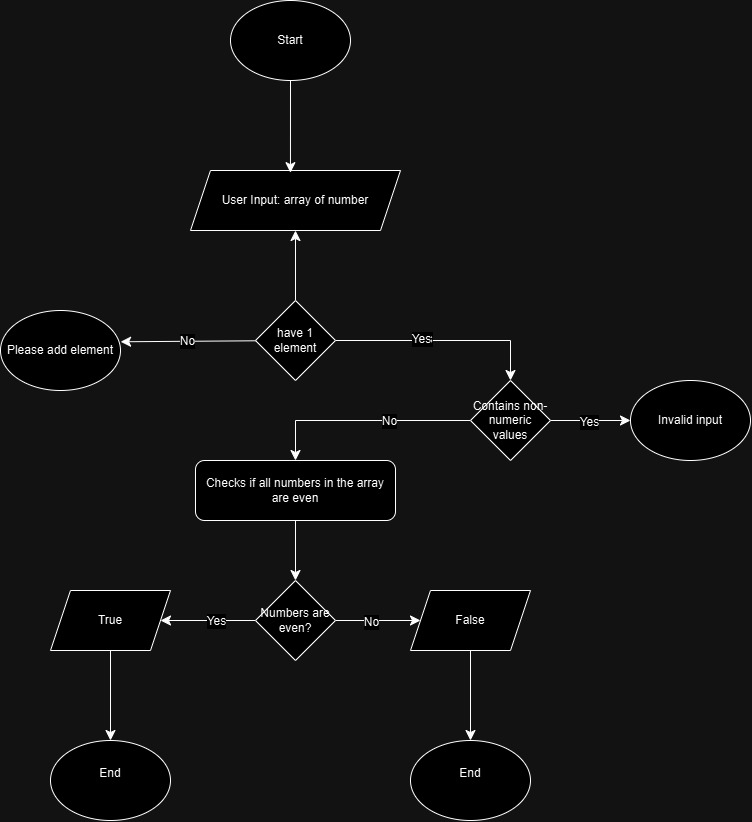 Start
User Input: array of number
have 1
element
No
Yes
Please add element
Contains non-
numeric
values
No
Yes
Invalid input
Checks if all numbers in the array
are even
Numbers are
even?
Yes
No
True
False
End
End